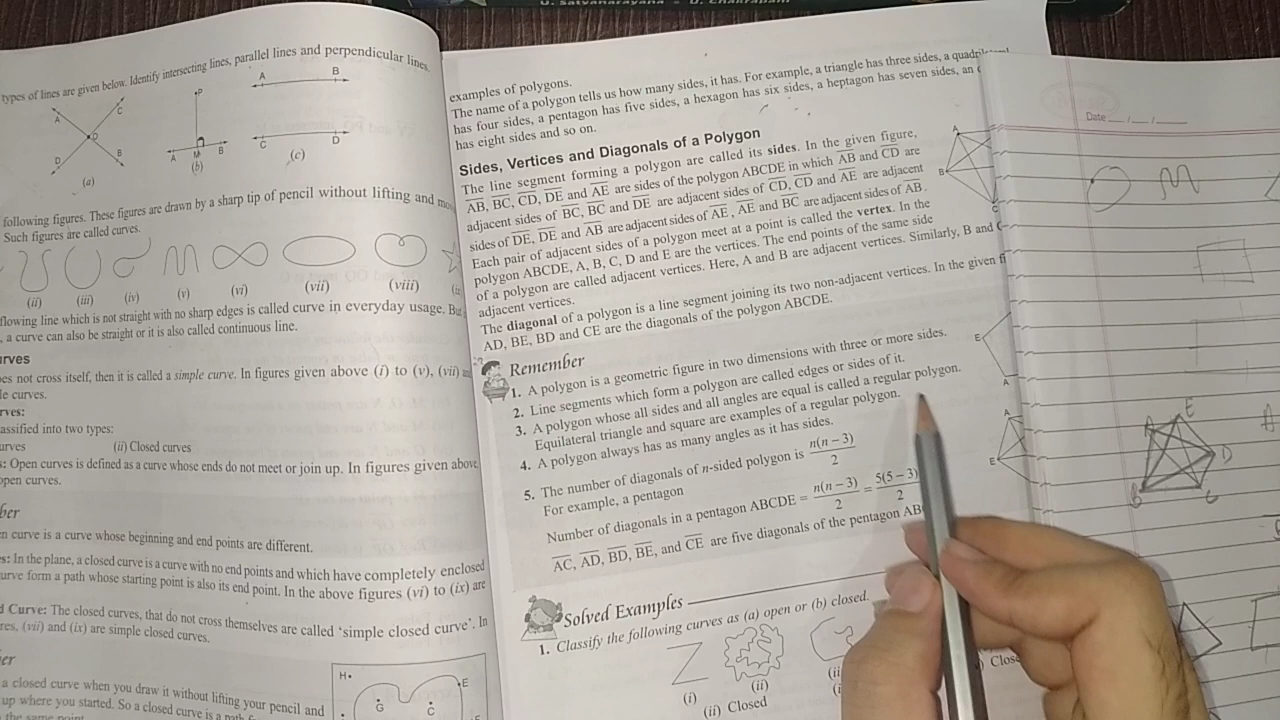 U. Satyanarayana - U. Chakrapani
types of lines are given below. Identify intersecting lines, parallel lines and perpendicular lines.
A C O D B
(a)
P A M B
(b)
A B
C D
(c)
following figures. These figures are drawn by a sharp tip of pencil without lifting and
Such figures are called curves.
(ii) (iii) (iv) (v) (vi) (vii) (viii)
flowing line which is not straight with no sharp edges is called curve in everyday usage. But
, a curve can also be straight or it is also called continuous line.
rves
es not cross itself, then it is called a simple curve. In figures given above (i) to (v), (vii)
le curves.
rves:
assified into two types:
urves (ii) Closed curves
s: Open curves is defined as a curve whose ends do not meet or join up. In figures given above
open curves.
ber
n curve is a curve whose beginning and end points are different.
s: In the plane, a closed curve is a curve with no end points and which have completely enclosed
urve form a path whose starting point is also its end point. In the above figures (vi) to (ix) are
d Curve: The closed curves, that do not cross themselves are called ‘simple closed curve’. In
res, (vii) and (ix) are simple closed curves.
er
a closed curve when you draw it without lifting your pencil and
up where you started. So a closed curve is a path
the same point.
H E G C
examples of polygons.
The name of a polygon tells us how many sides, it has. For example, a triangle has three sides, a
has four sides, a pentagon has five sides, a hexagon has six sides, a heptagon has seven sides, an
has eight sides and so on.
Sides, Vertices and Diagonals of a Polygon
The line segment forming a polygon are called its sides. In the given figure,
AB, BC, CD, DE and AE are sides of the polygon ABCDE in which AB and CD are
adjacent sides of BC, BC and DE are adjacent sides of CD, CD and AE are adjacent
sides of DE, DE and AB are adjacent sides of AE, AE and BC are adjacent sides of AB.
Each pair of adjacent sides of a polygon meet at a point is called the vertex. In the
polygon ABCDE, A, B, C, D and E are the vertices. The end points of the same side
of a polygon are called adjacent vertices. Here, A and B are adjacent vertices. Similarly, B and C
adjacent vertices.
The diagonal of a polygon is a line segment joining its two non-adjacent vertices. In the given
AD, BE, BD and CE are the diagonals of the polygon ABCDE.
Remember
1. A polygon is a geometric figure in two dimensions with three or more sides.
2. Line segments which form a polygon are called edges or sides of it.
3. A polygon whose all sides and all angles are equal is called a regular polygon.
Equilateral triangle and square are examples of a regular polygon.
4. A polygon always has as many angles as it has sides.
5. The number of diagonals of n-sided polygon is n(n – 3)/2
For example, a pentagon
Number of diagonals in a pentagon ABCDE = n(n – 3)/2 = 5(5 – 3)/2
AC, AD, BD, BE, and CE are five diagonals of the pentagon
Solved Examples
1. Classify the following curves as (a) open or (b) closed.
(i) (ii)
(ii) Closed
A B C
E A
A E
Date
A E D B C